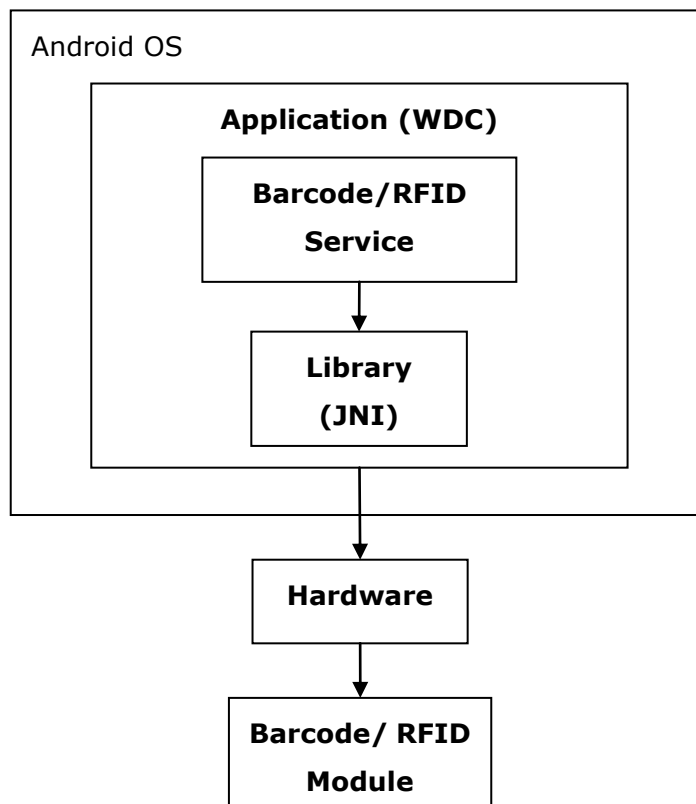 Android OS
Application (WDC)
Barcode/RFID
Service
Library
(JNI)
Hardware
Barcode/ RFID
Module